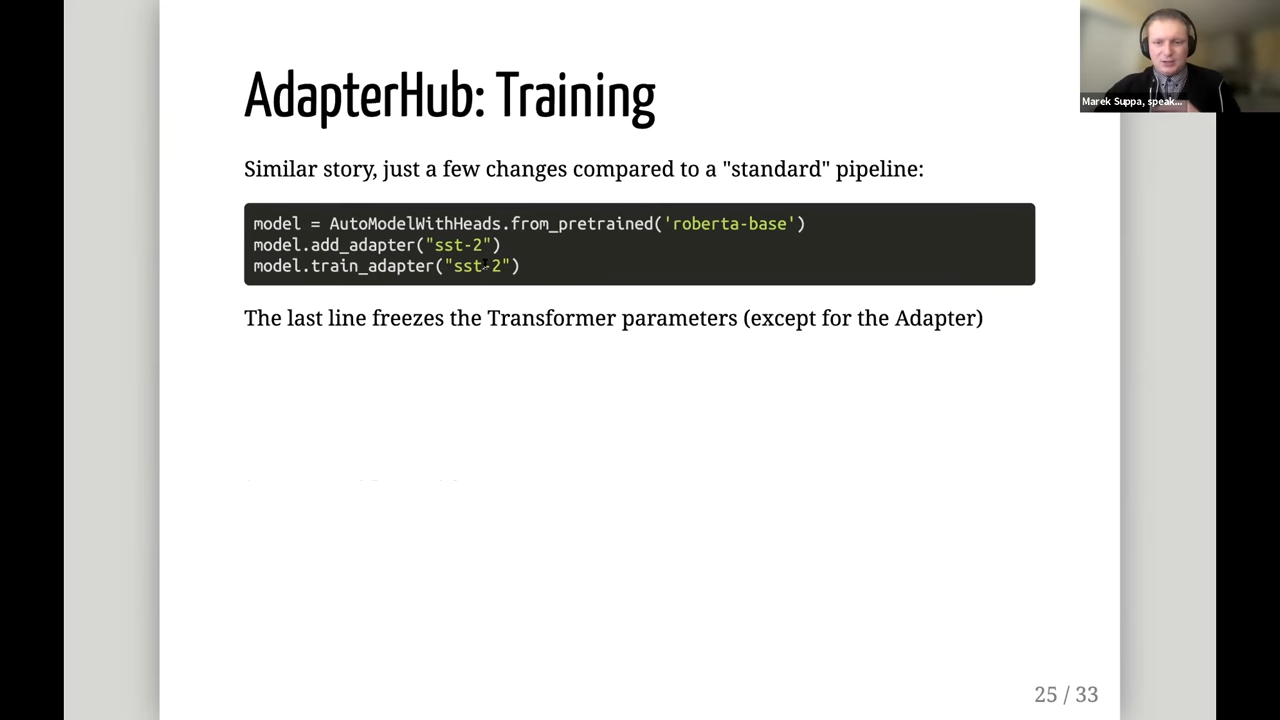 AdapterHub: Training
Marek Suppa, speak...
Similar story, just a few changes compared to a "standard" pipeline:
model = AutoModelWithHeads.from_pretrained('roberta-base')
model.add_adapter("sst-2")
model.train_adapter("sst-2")
The last line freezes the Transformer parameters (except for the Adapter)
25 / 33